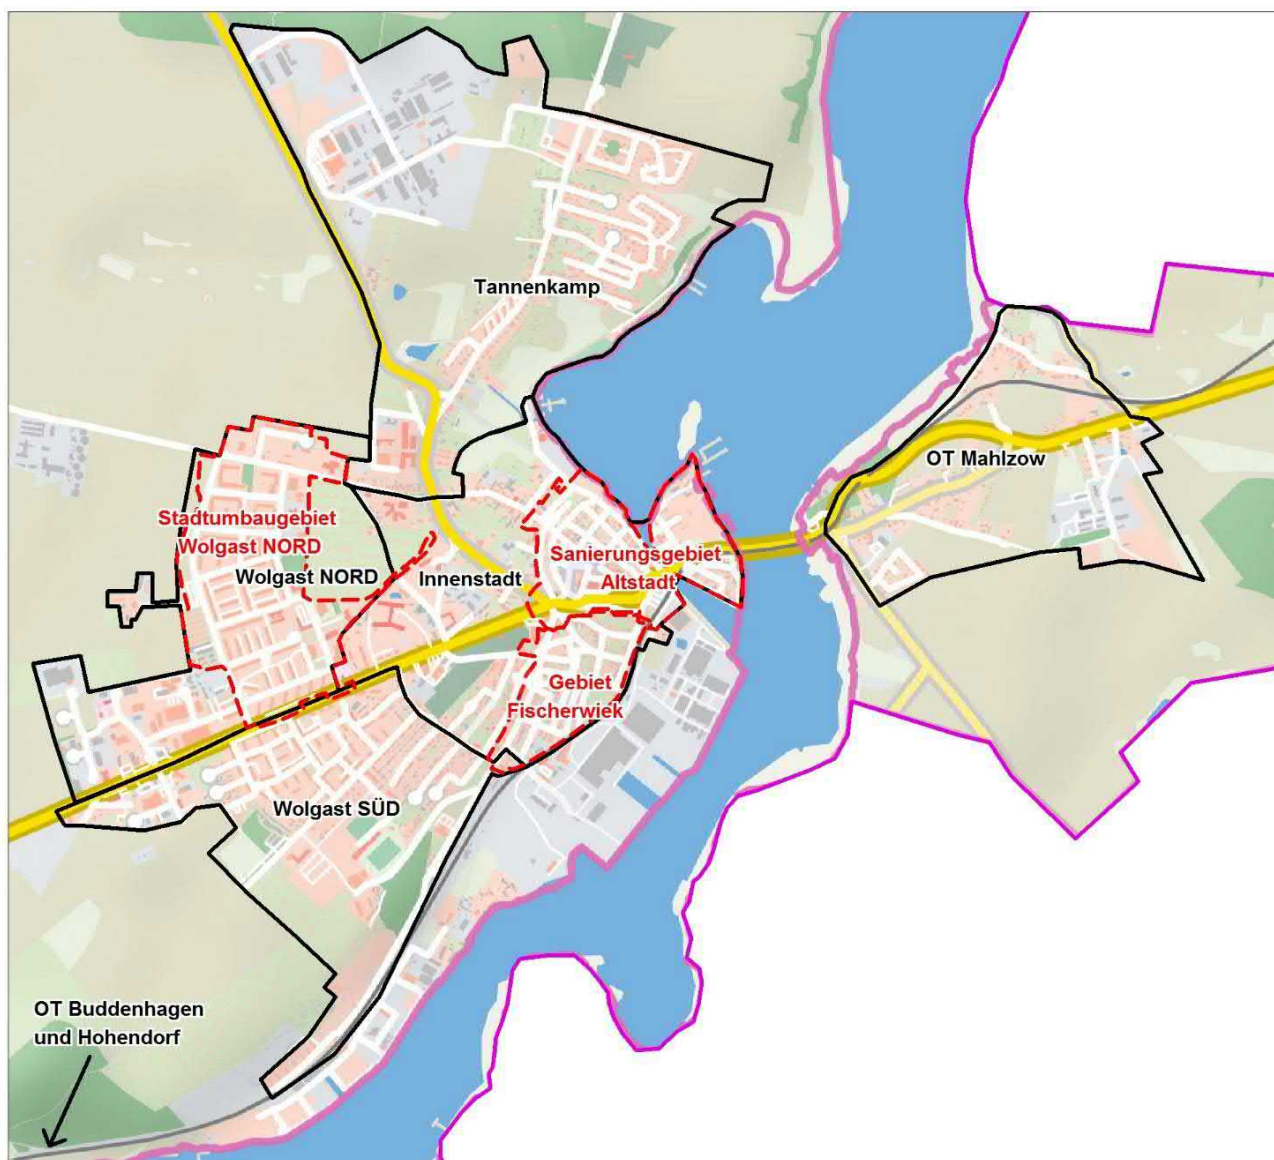 Tannenkamp
OT Mahlzow
Stadtumbaugebiet
Wolgast NORD
Wolgast NORD
Innenstadt
Sanierungsgebiet
Altstadt
Gebiet
Fischerwiek
Wolgast SÜD
OT Buddenhagen
und Hohendorf